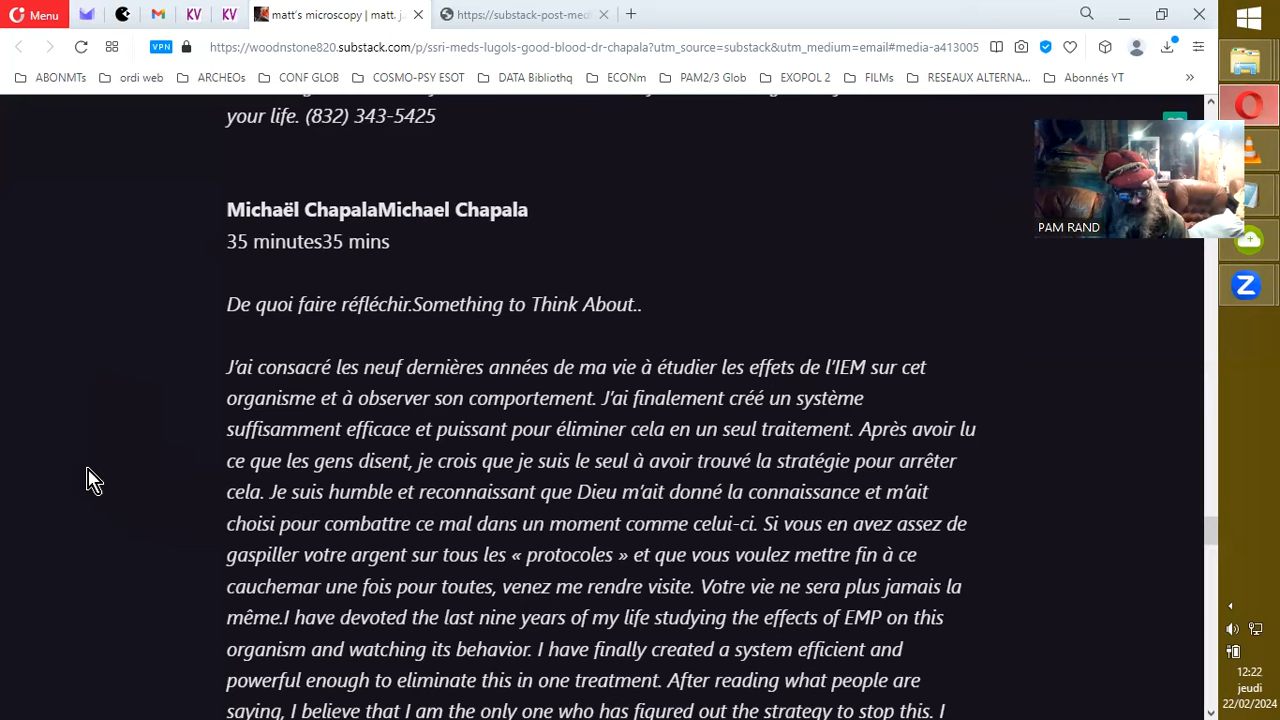 Menu
matt's microscopy | matt. j
https://substack-post-med
VPN
https://woodnstone820.substack.com/p/ssri-meds-lugols-good-blood-dr-chapala?utm_source=substack&utm_medium=email#media-a413005
ABONMTs
ordi web
ARCHEOs
CONF GLOB
COSMO-PSY ESOT
DATA Bibliothq
ECONm
PAM2/3 Glob
EXOPOL 2
FILMs
RESEAUX,ALTERNA...
Abonnés YT
your life. (832) 343-5425
PAM RAND
Michaël ChapalaMichael Chapala
35 minutes35 mins
De quoi faire réfléchir.Something to Think About..
J'ai consacré les neuf dernières années de ma vie à étudier les effets de l'IEM sur cet
organisme et à observer son comportement. J'ai finalement créé un système
suffisamment efficace et puissant pour éliminer cela en un seul traitement. Après avoir lu
ce que les gens disent, je crois que je suis le seul à avoir trouvé la stratégie pour arrêter
cela. Je suis humble et reconnaissant que Dieu m'ait donné la connaissance et m'ait
choisi pour combattre ce mal dans un moment comme celui-ci. Si vous en avez assez de
gaspiller votre argent sur tous les « protocoles » et que vous voulez mettre fin à ce
cauchemar une fois pour toutes, venez me rendre visite. Votre vie ne sera plus jamais la
même.I have devoted the last nine years of my life studying the effects of EMP on this
organism and watching its behavior. I have finally created a system efficient and
powerful enough to eliminate this in one treatment. After reading what people are
saying, I believe that I am the only one who has figured out the strategy to stop this. I
12:22
jeudi
22/02/2024